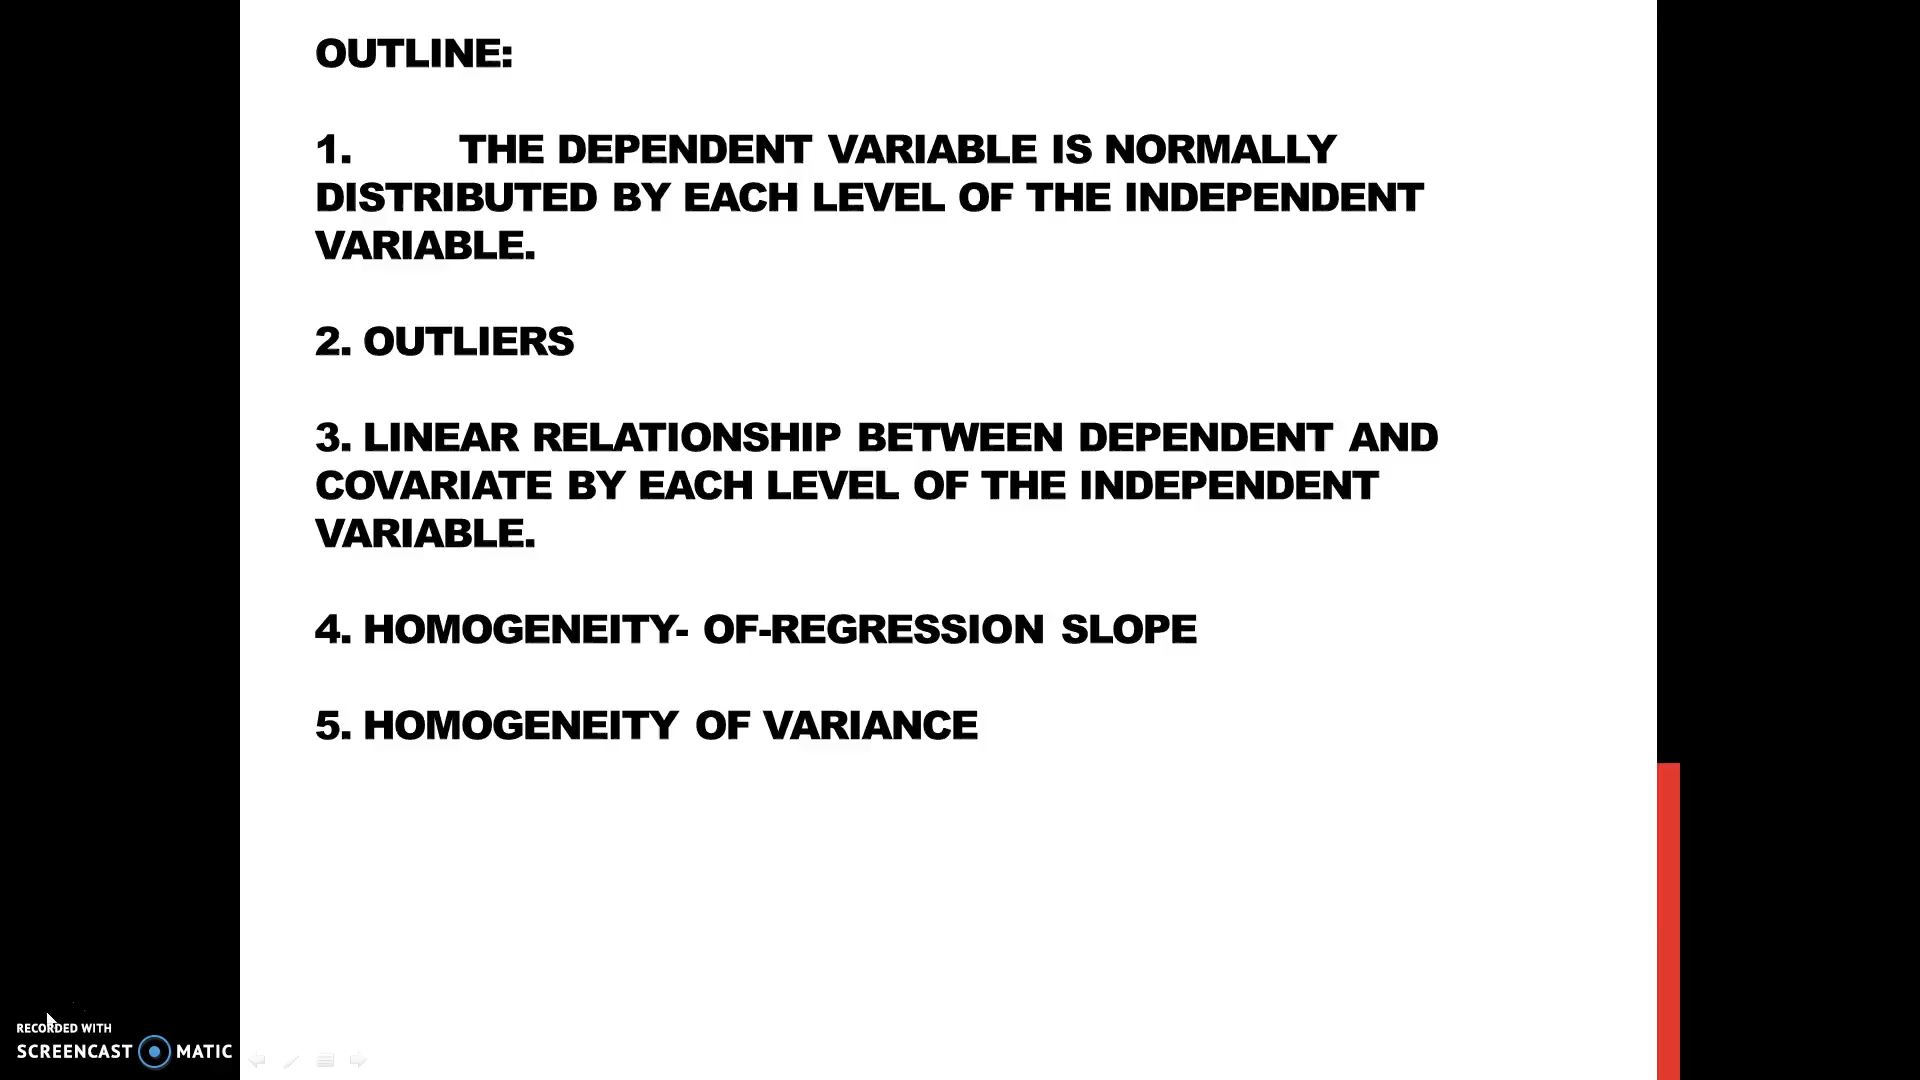 OUTLINE:
1. THE DEPENDENT VARIABLE IS NORMALLY
DISTRIBUTED BY EACH LEVEL OF THE INDEPENDENT
VARIABLE.
2. OUTLIERS
3. LINEAR RELATIONSHIP BETWEEN DEPENDENT AND
COVARIATE BY EACH LEVEL OF THE INDEPENDENT
VARIABLE.
4. HOMOGENEITY- OF-REGRESSION SLOPE
5. HOMOGENEITY OF VARIANCE
RECORDED WITH
SCREENCAST MATIC